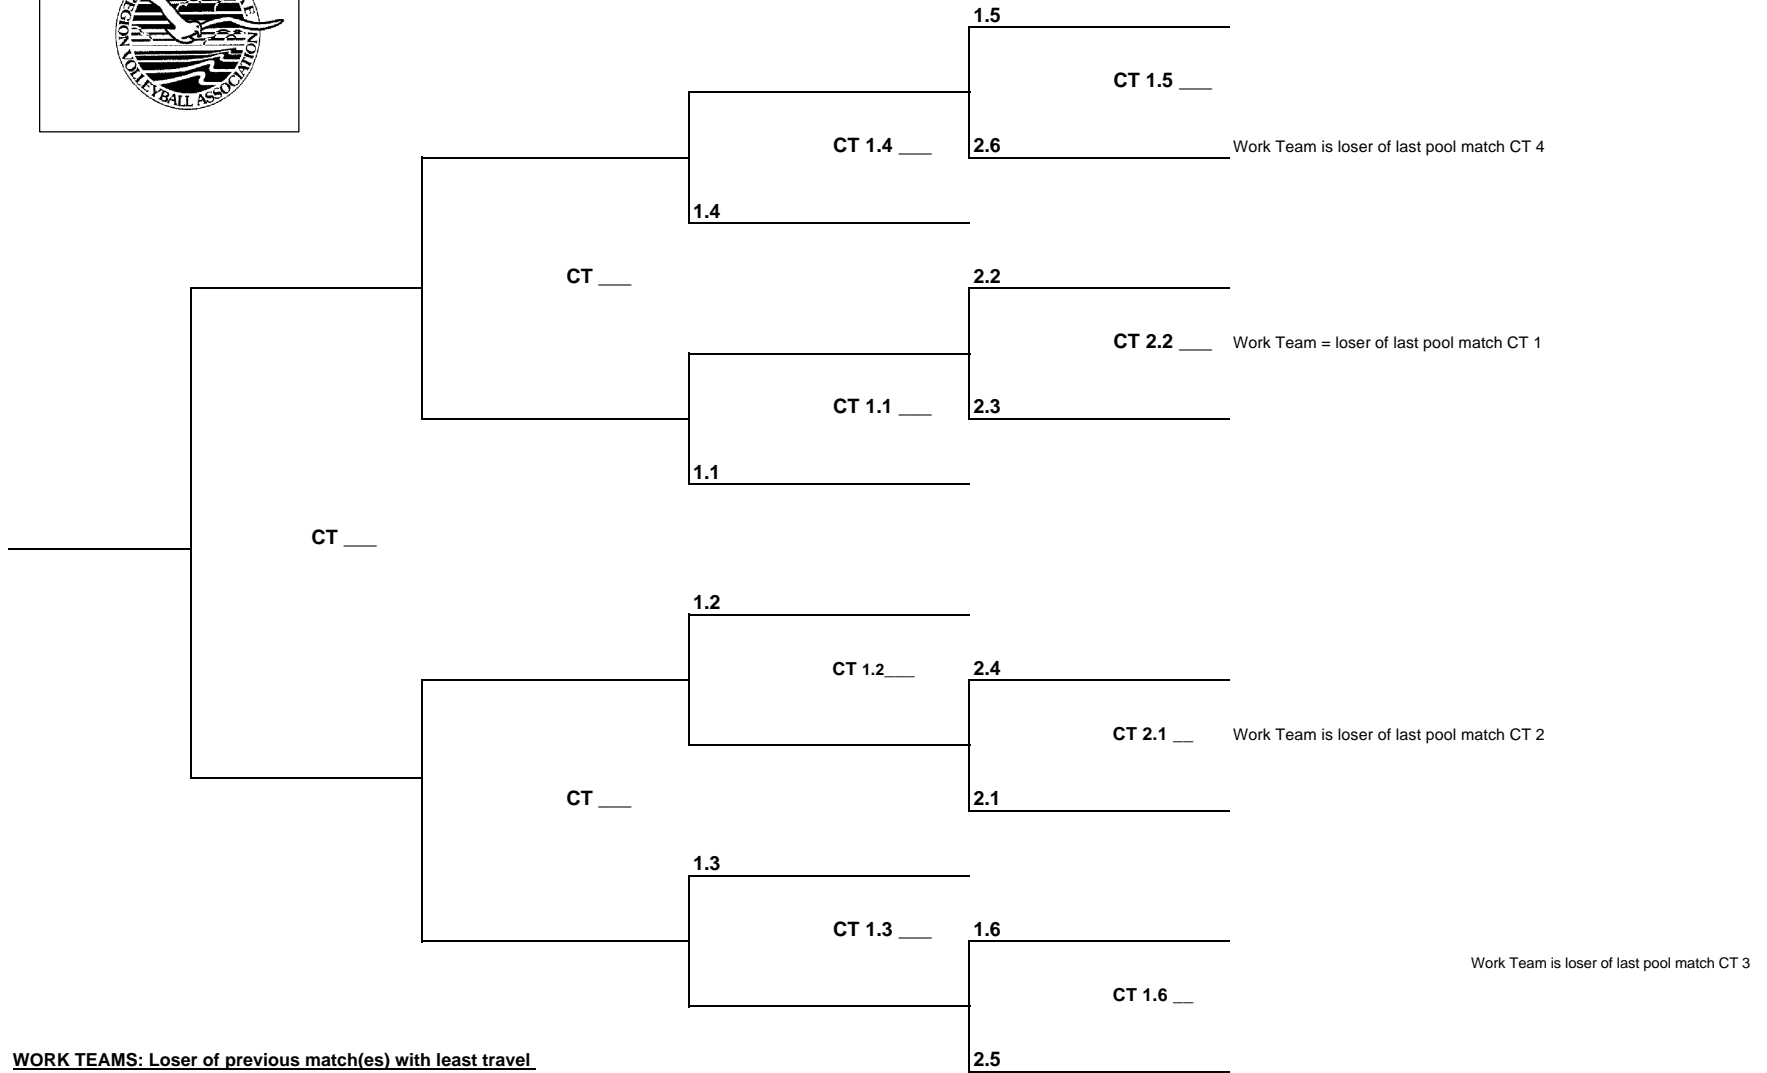 EGION VOLLEYBALL ASSOCIATION
1.5
CT 1.5 ___
CT 1.4 ___
2.6
Work Team is loser of last pool match CT 4
1.4
CT ___
2.2
CT 2.2 ___
Work Team = loser of last pool match CT 1
CT 1.1 ___
2.3
1.1
CT ___
1.2
CT 1.2___
2.4
CT 2.1 __
Work Team is loser of last pool match CT 2
CT ___
2.1
1.3
CT 1.3 ___
1.6
Work Team is loser of last pool match CT 3
CT 1.6 __
WORK TEAMS: Loser of previous match(es) with least travel
2.5